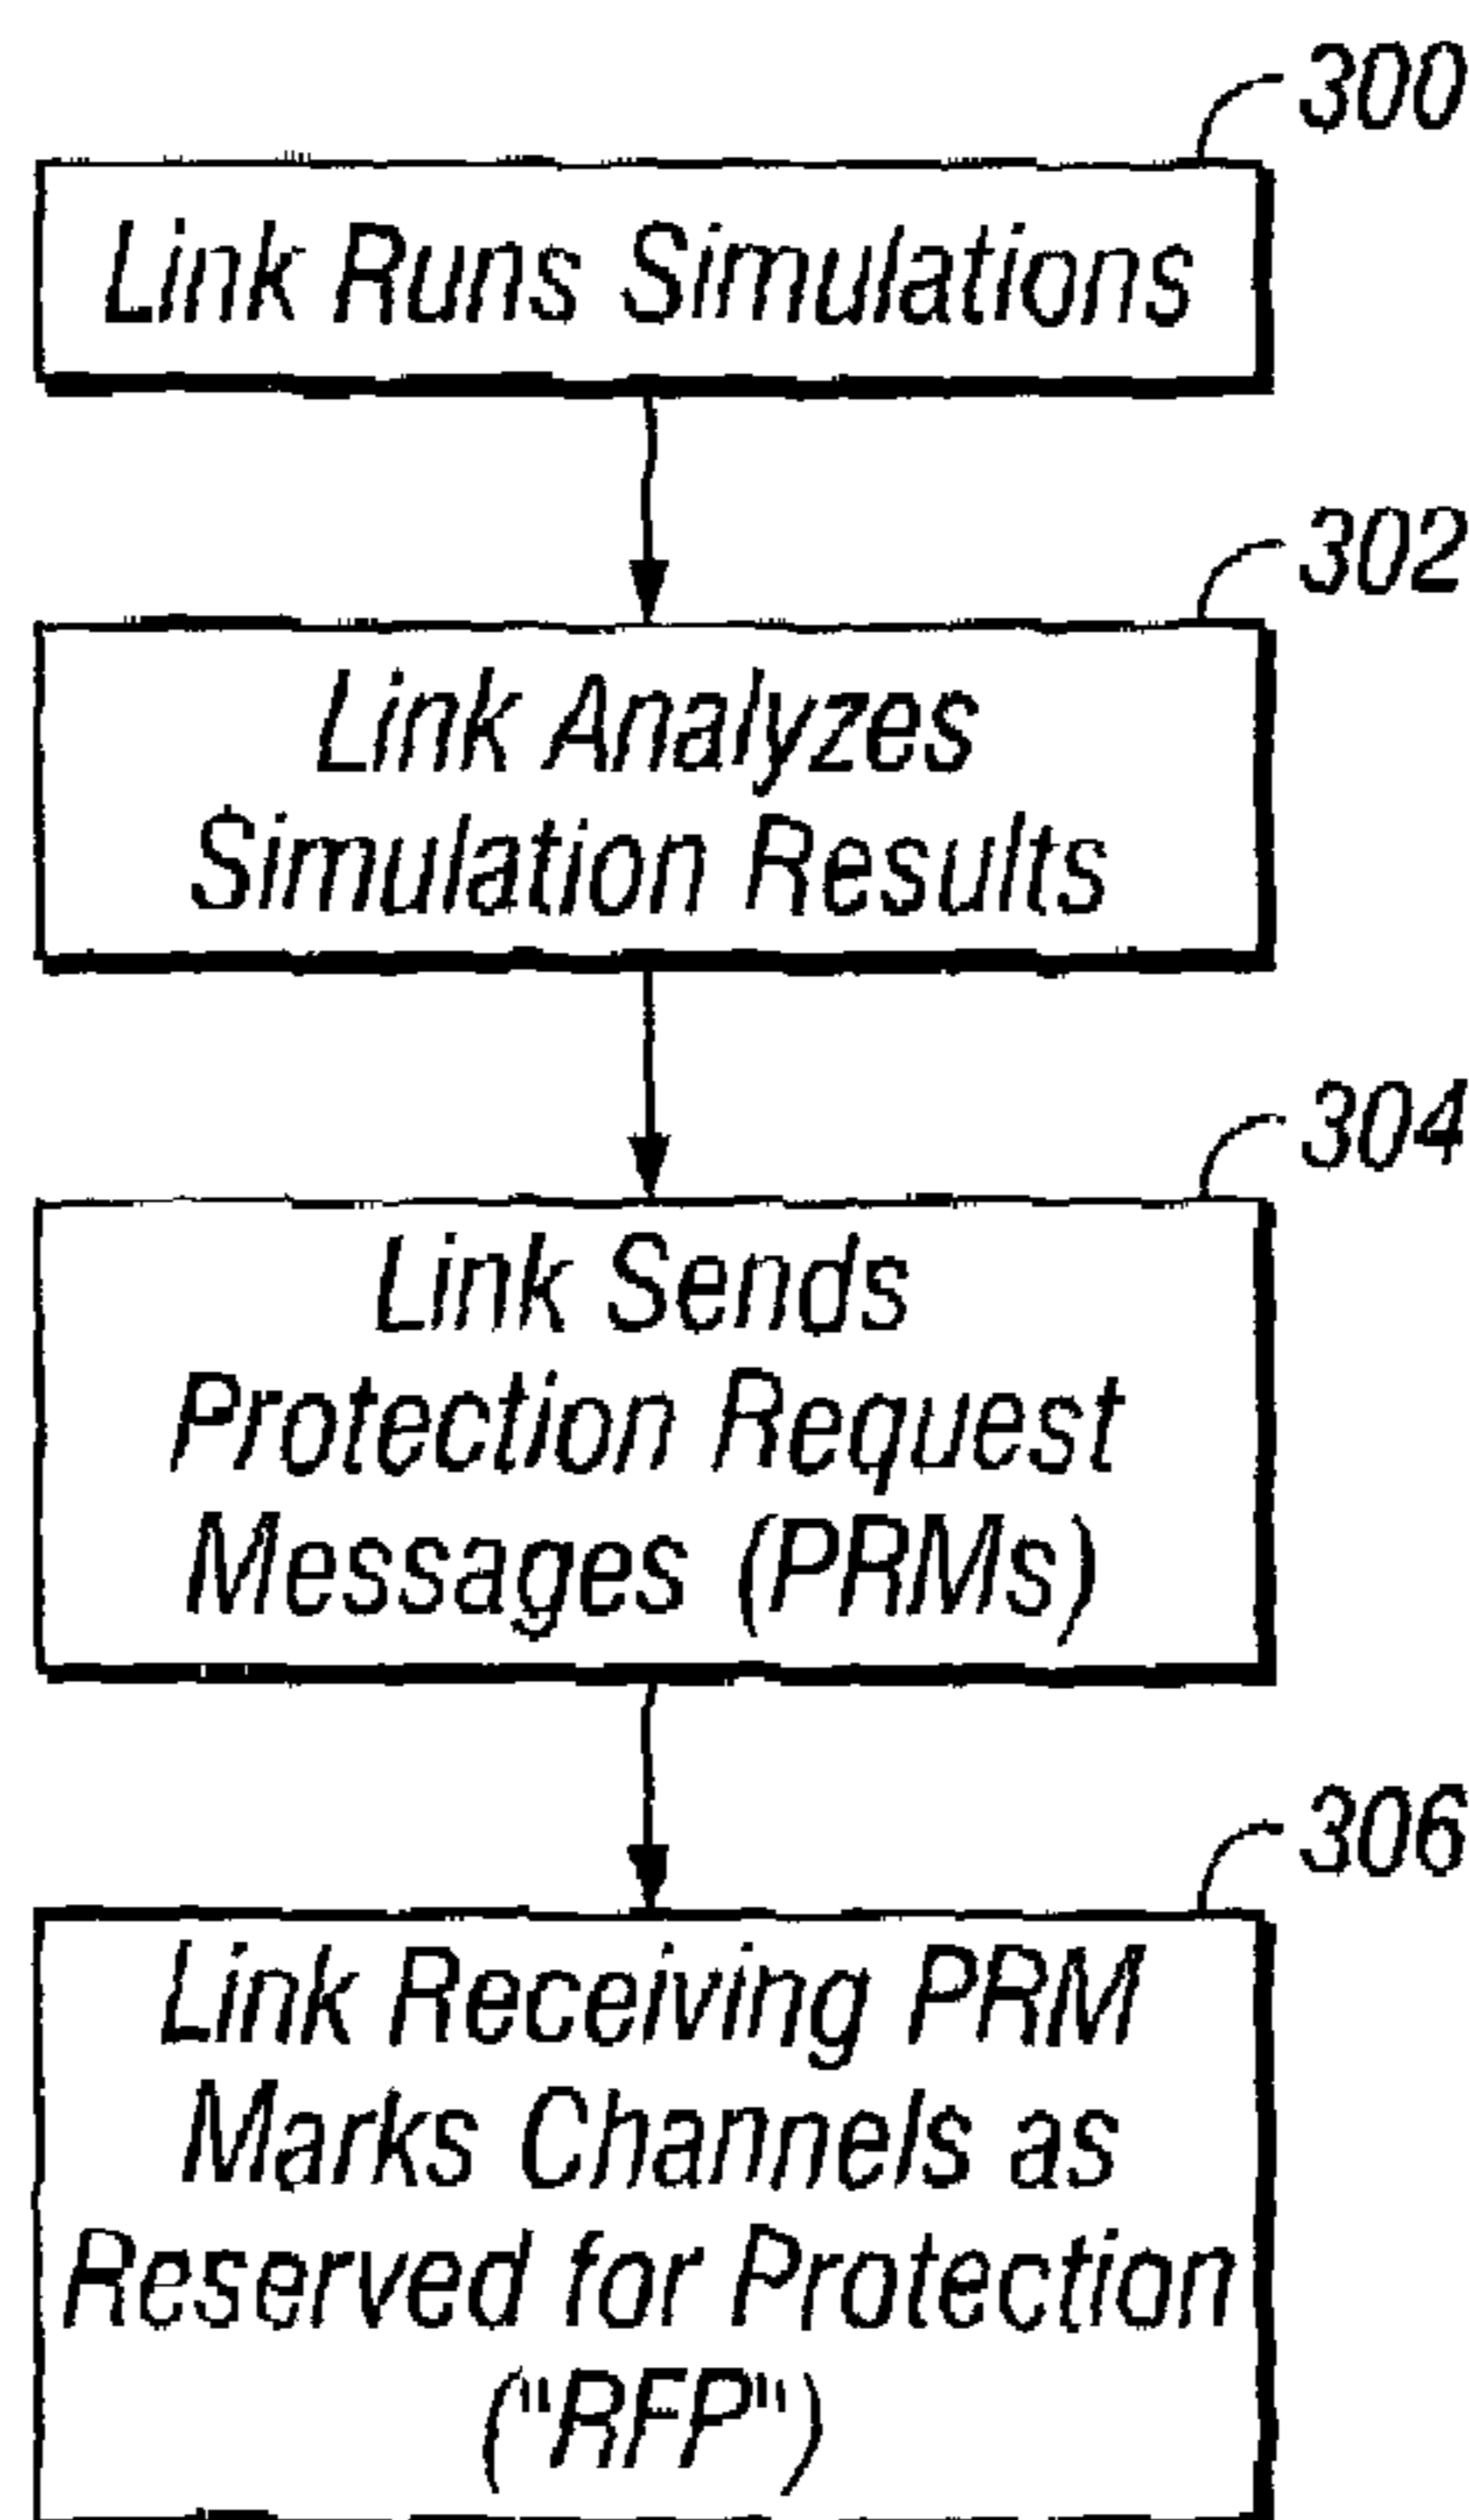 300
Link Runs Simulations
302
Link Analyzes
Simulation Results
304
Link Sends
Protection Request
Messages (PRMs)
306
Link Receiving PRM
Marks Channels as
Reserved for Protection
("RFP")